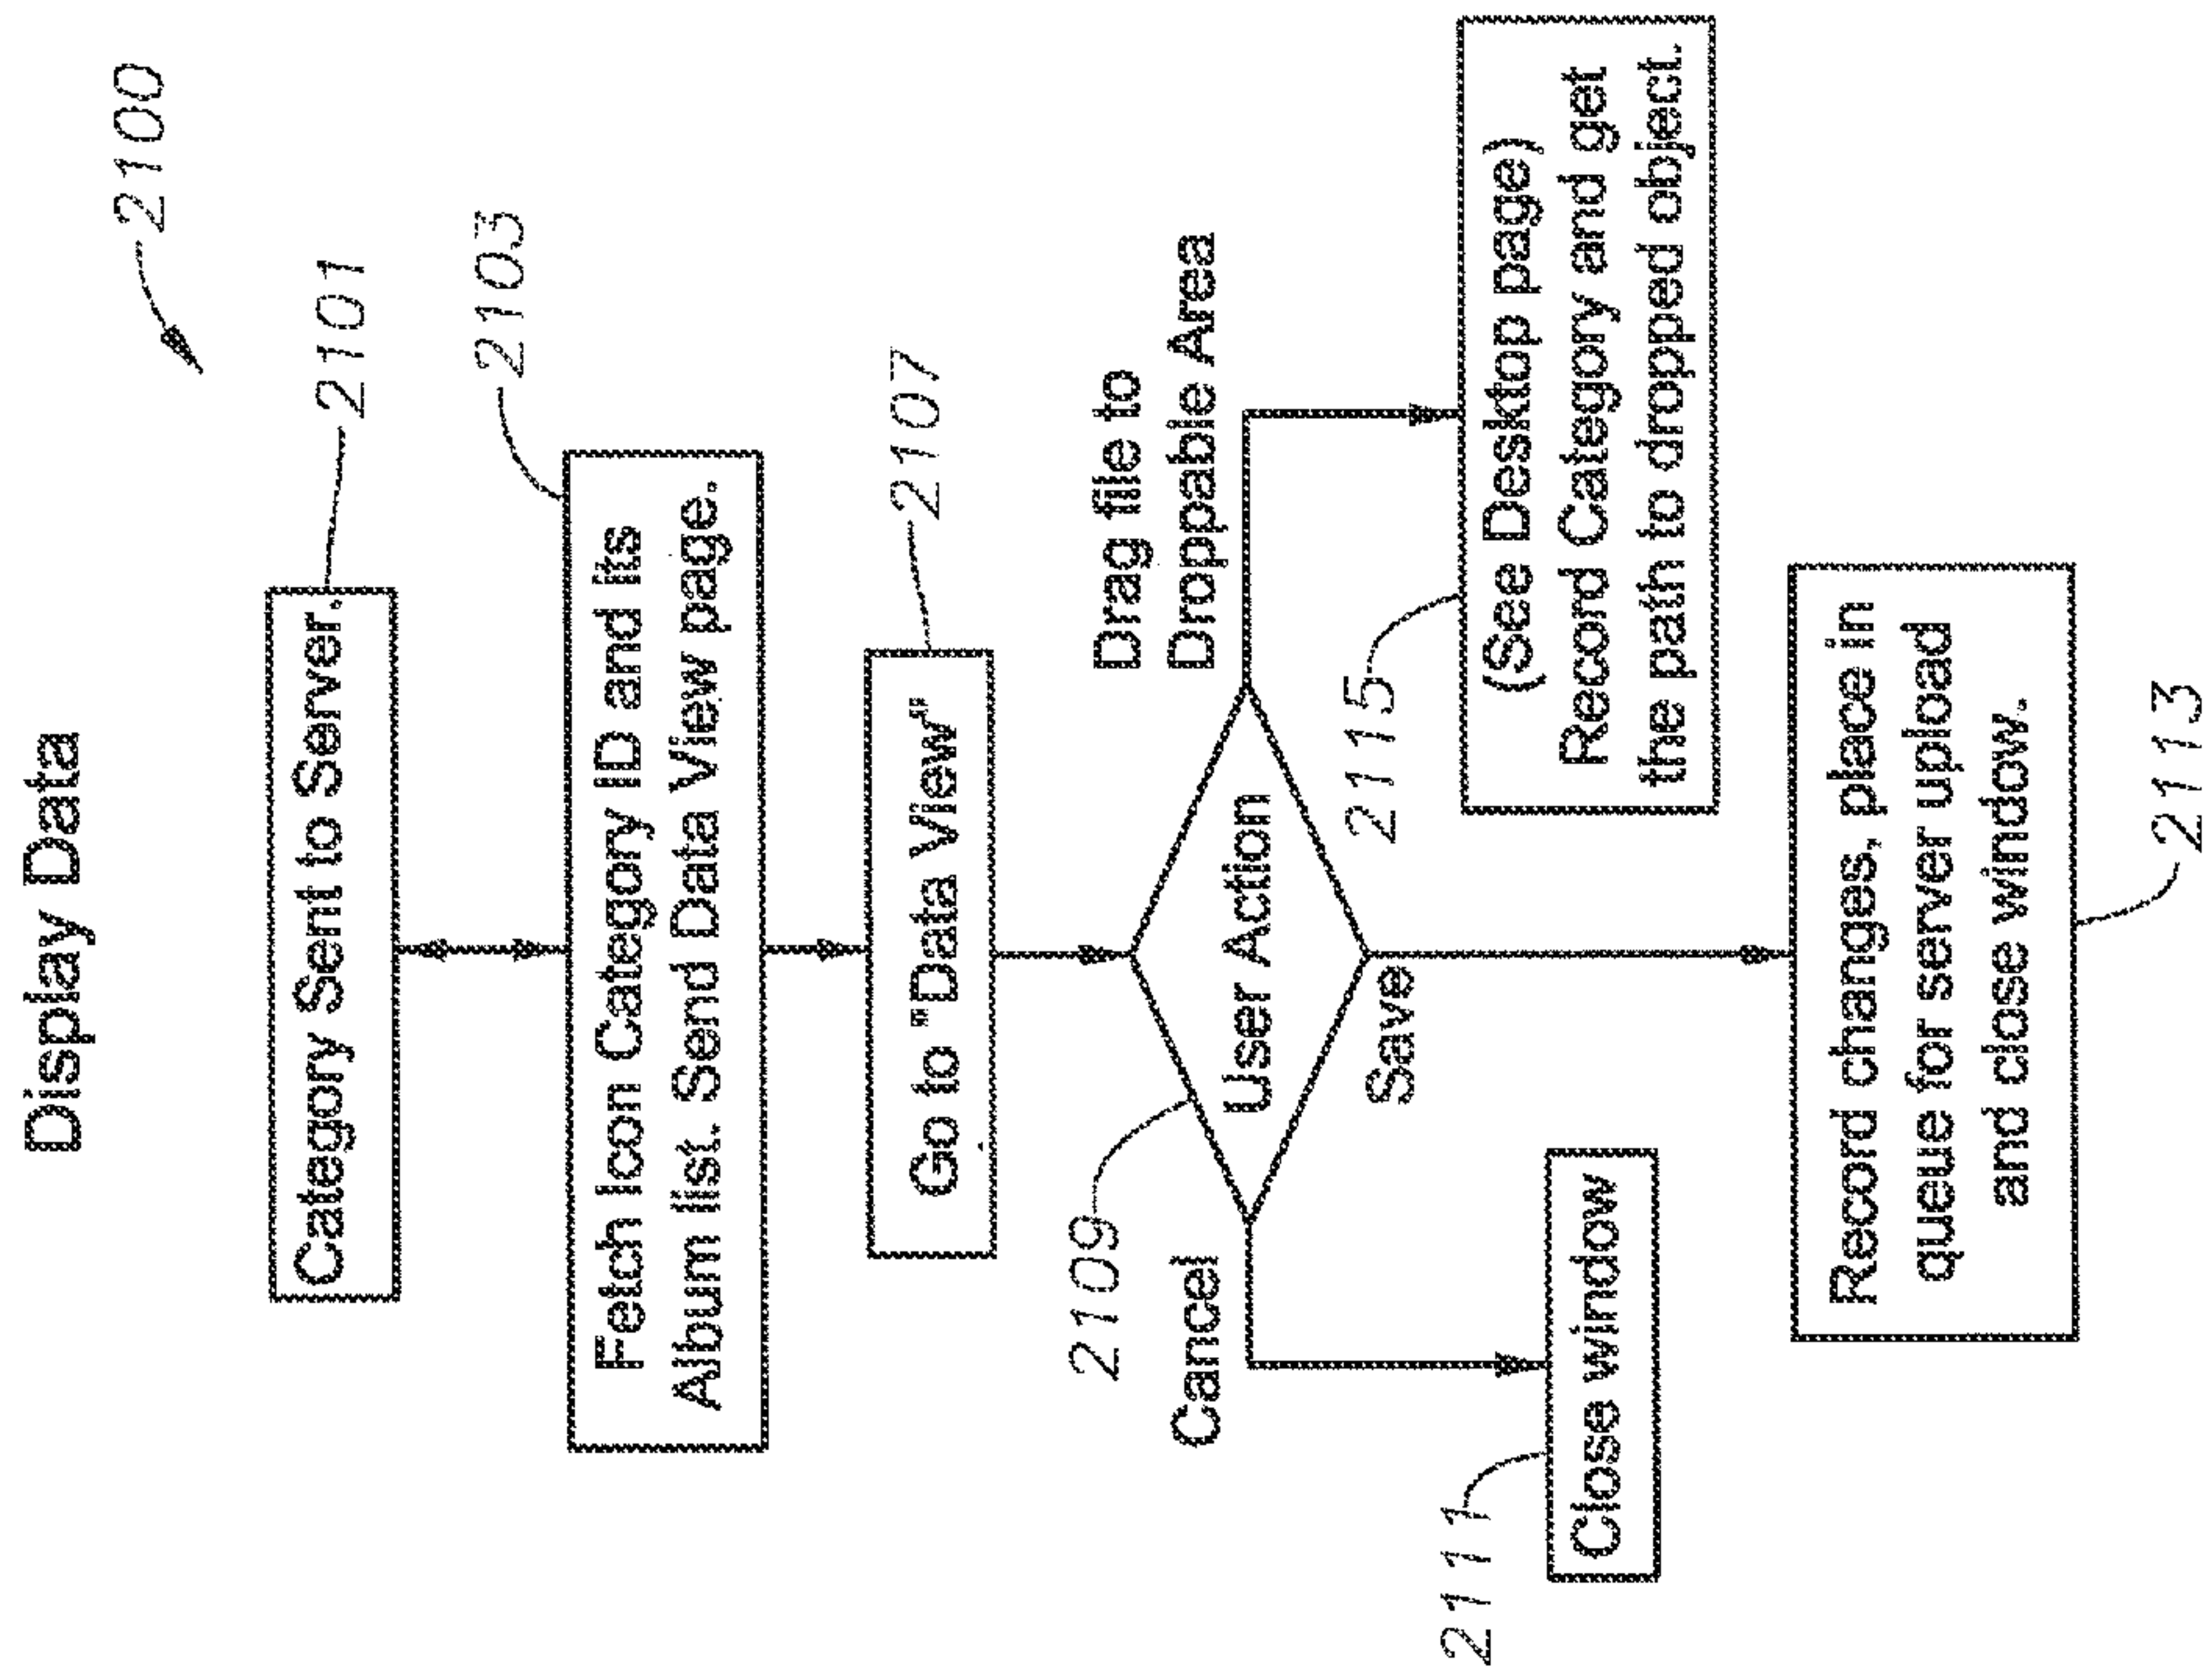 Display Data
2100
Category Sent to Server.
2101
2103
Fetch Icon Category ID and its
Album list. Send Data View page.
2107
Go to "Data View"
2109
User Action
Cancel
Save
Drag file to
Droppable Area
2111
Close window
2115
(See Desktop page)
Record Category and get
the path to dropped object.
Record changes, place in
queue for server upload
and close window.
2113